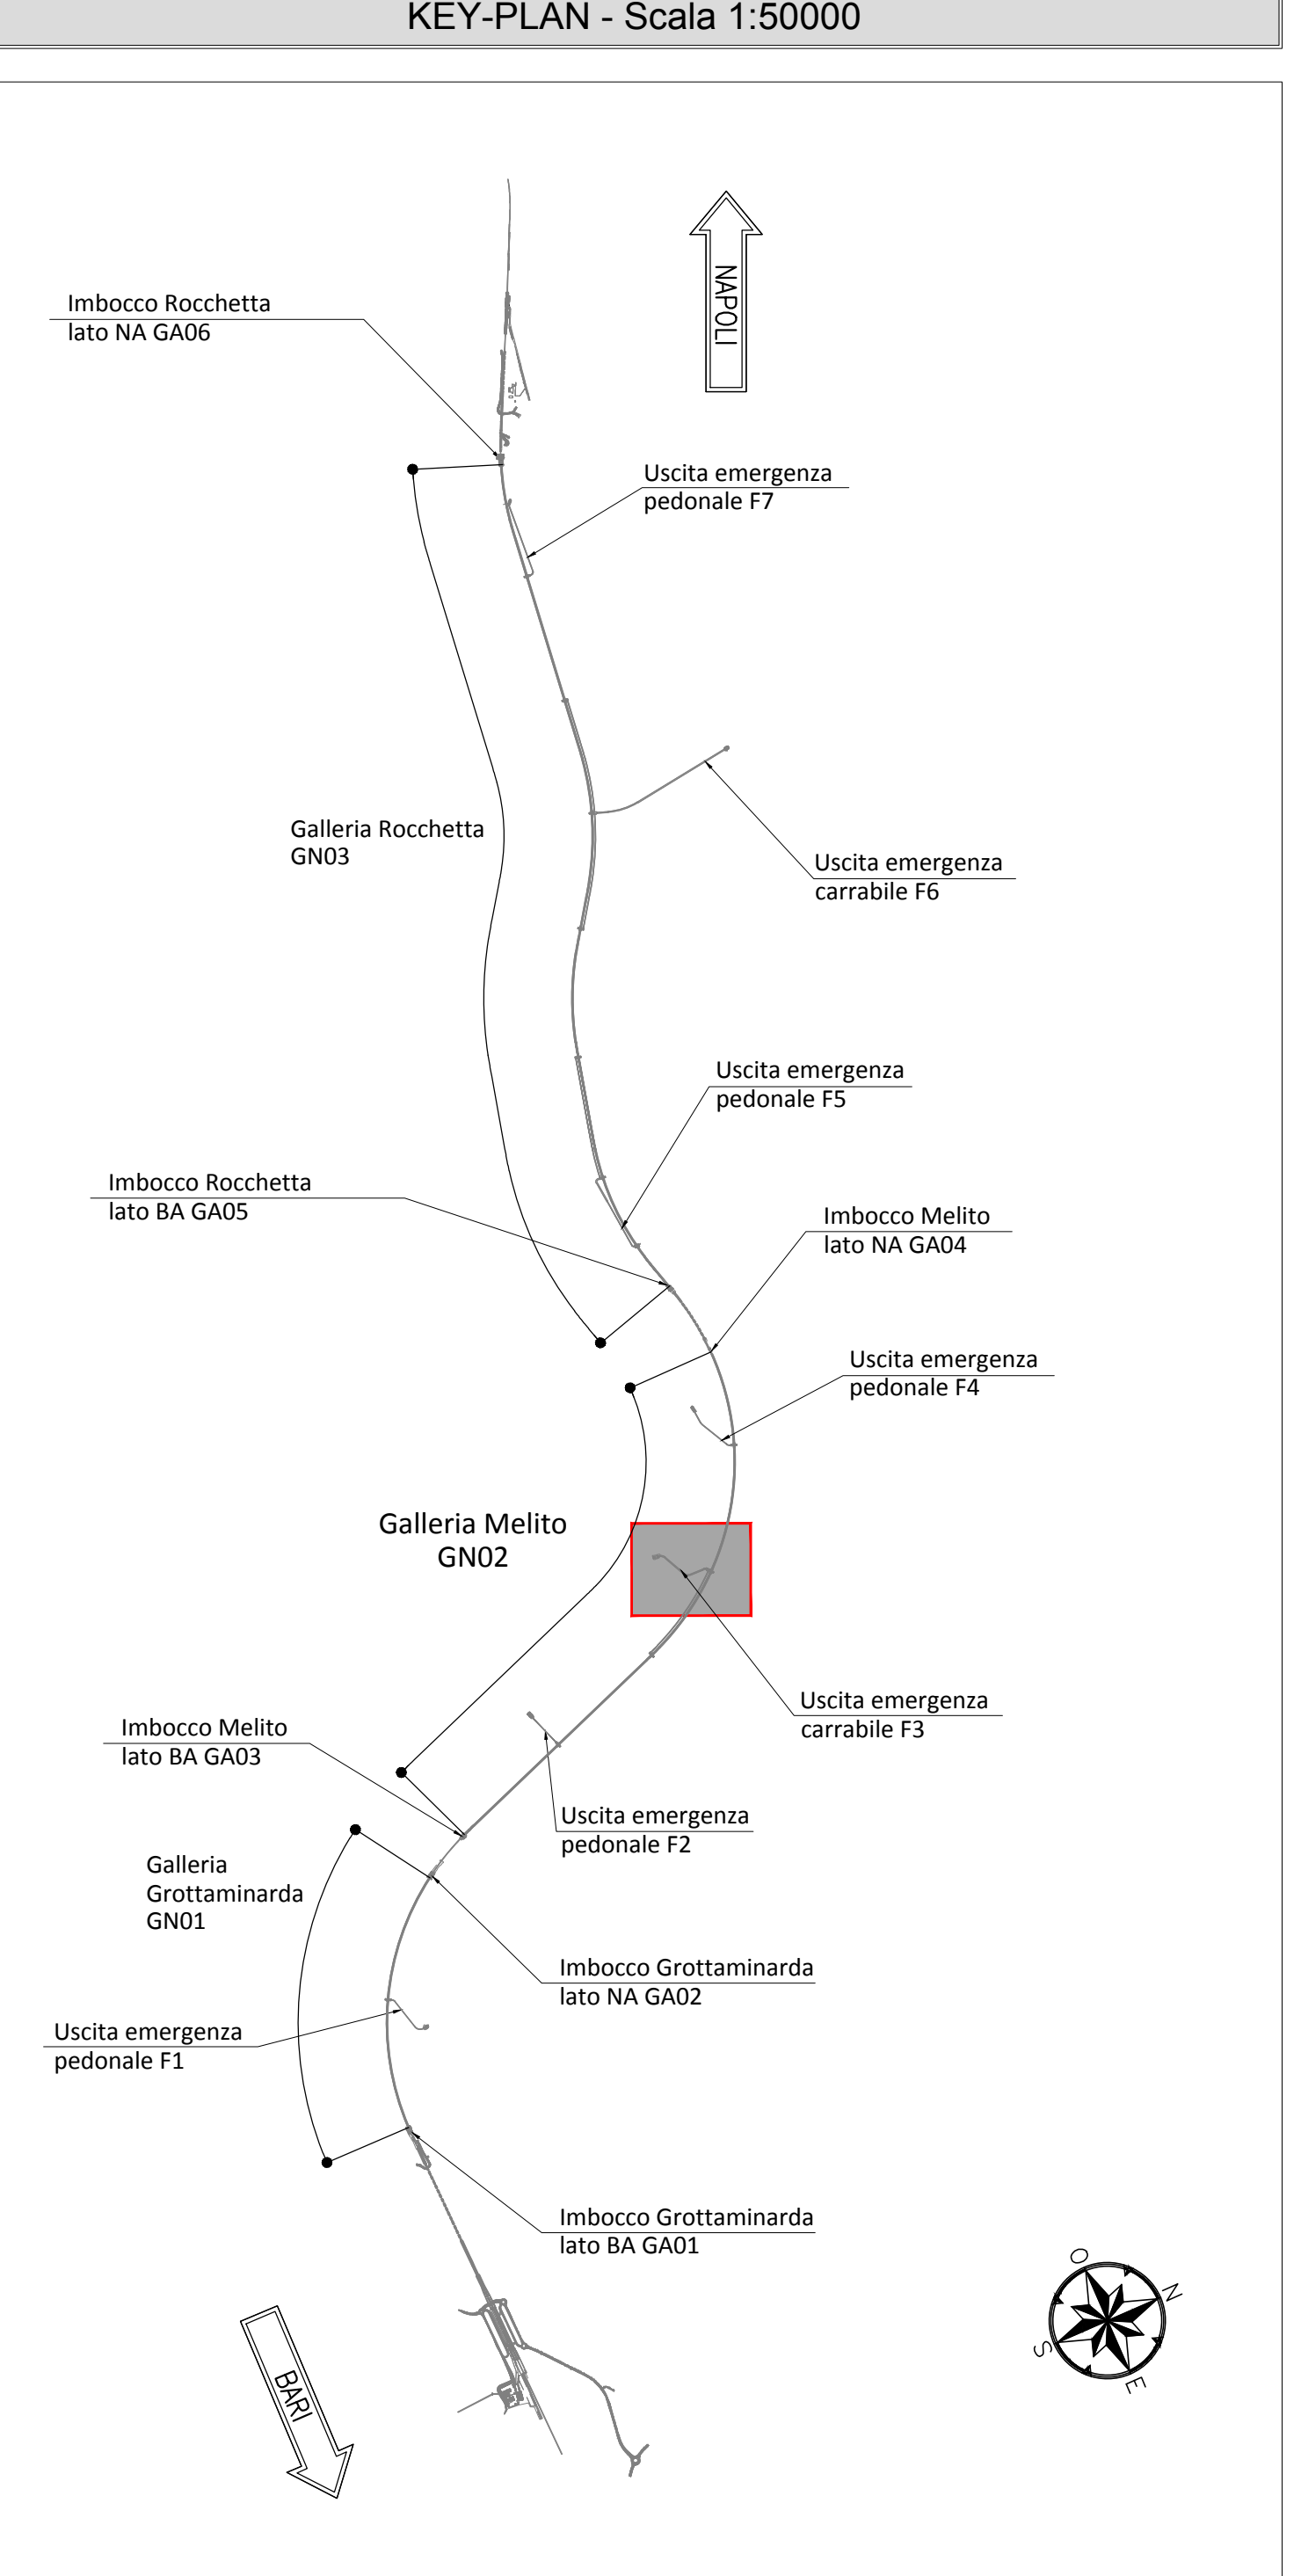 KEY-PLAN - Scala 1:50000
NAPOLI
Imbocco Rocchetta
lato NA GA06
Uscita emergenza
pedonale F7
Galleria Rocchetta
GN03
Uscita emergenza
carrabile F6
Uscita emergenza
pedonale F5
Imbocco Rocchetta
lato BA GA05
Imbocco Melito
lato NA GA04
Uscita emergenza
pedonale F4
Galleria Melito
GN02
Uscita emergenza
carrabile F3
Imbocco Melito
lato BA GA03
Uscita emergenza
pedonale F2
Galleria
Grottaminarda
GN01
Imbocco Grottaminarda
lato NA GA02
Uscita emergenza
pedonale F1
Imbocco Grottaminarda
lato BA GA01
O
N
S
E
BARI